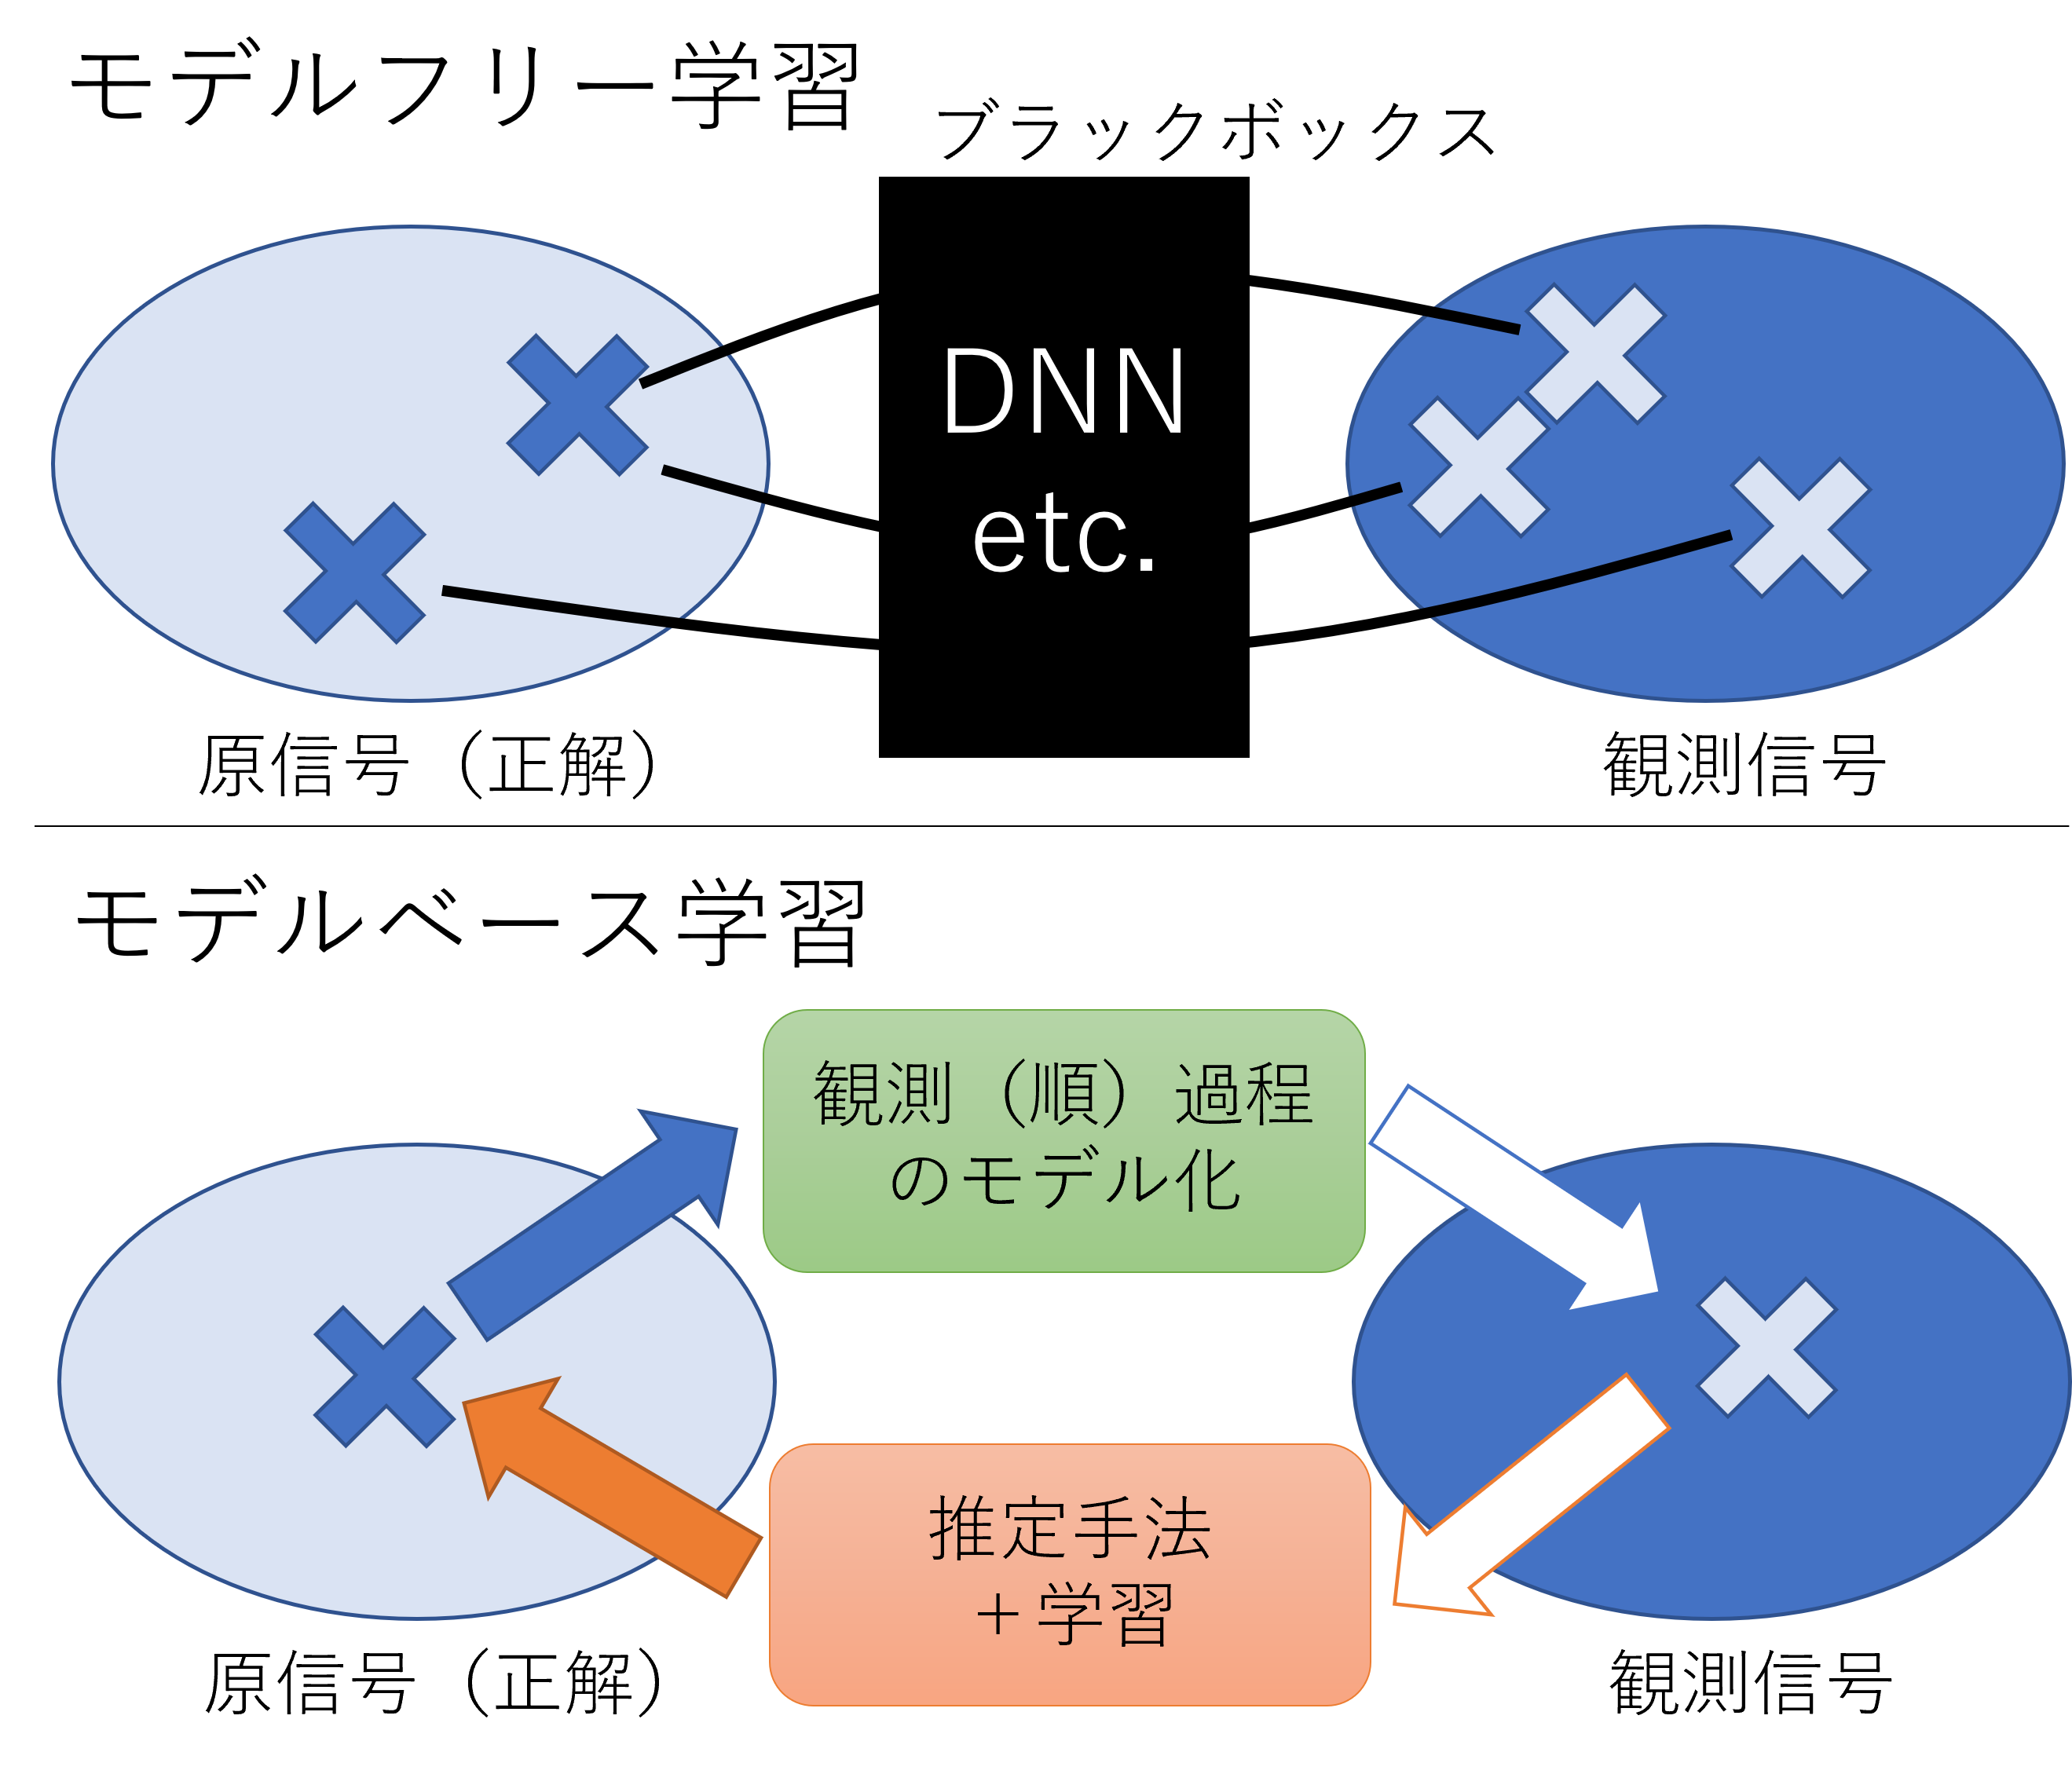 モデルフリー学習
ブラックボックス
DNN
etc.
原信号（正解）
観測信号
モデルベース学習
観測（順）過程
のモデル化
推定手法
＋学習
原信号（正解）
観測信号